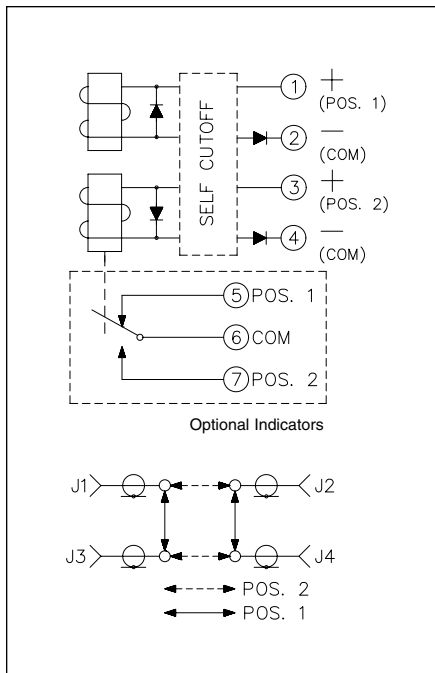 1 +
(POS. 1)
2 —
(COM)
SELF CUTOFF
3 +
(POS. 2)
4 —
(COM)
5 POS. 1
6 COM
7 POS. 2
Optional Indicators
J1 J2
J3 J4
POS. 2
POS. 1